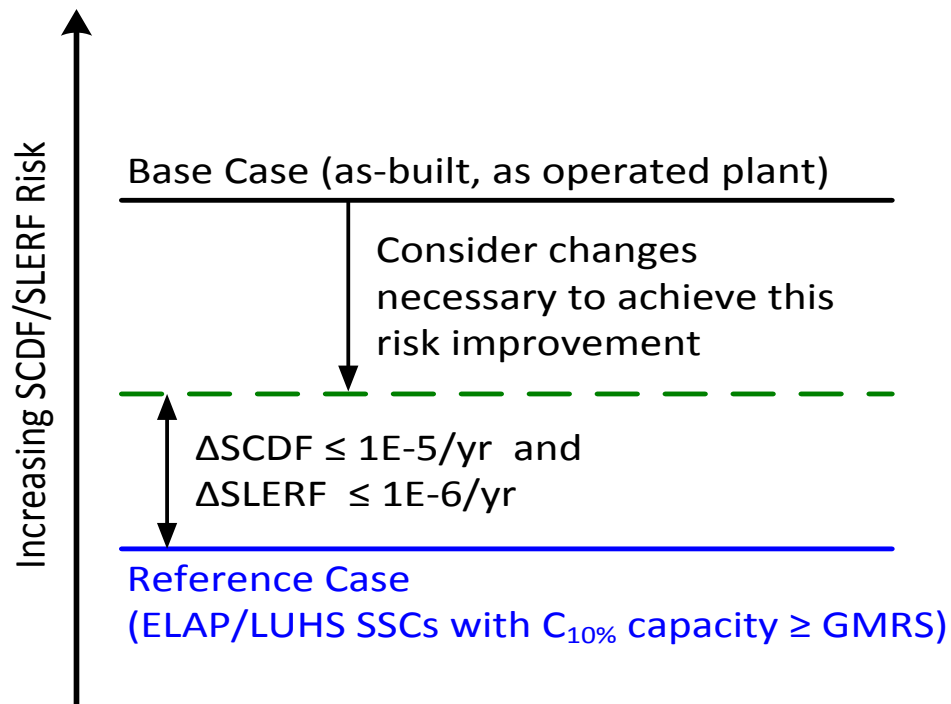 Increasing SCDF/SLERF Risk
Base Case (as-built, as operated plant)
Consider changes
necessary to achieve this
risk improvement
ΔSCDF ≤ 1E-5/yr and
ΔSLERF ≤ 1E-6/yr
Reference Case
(ELAP/LUHS SSCs with C10% capacity ≥ GMRS)